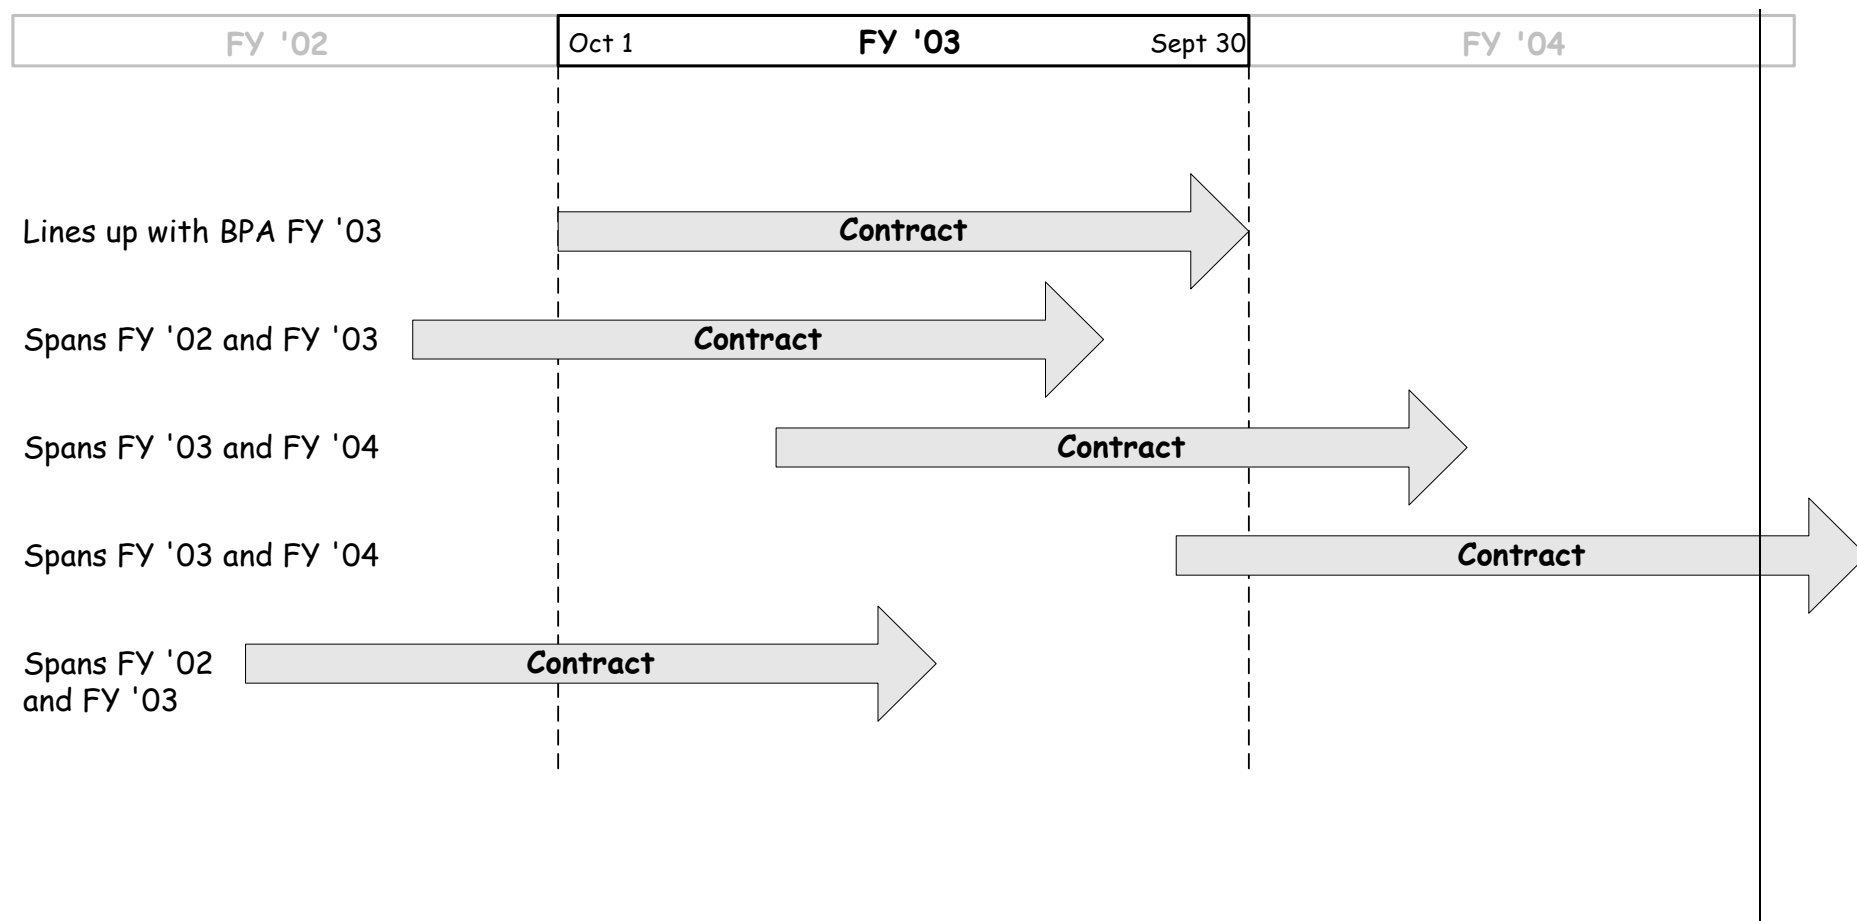 FY '02
Oct 1
FY '03
Sept 30
FY '04
Lines up with BPA FY '03
Contract
Spans FY '02 and FY '03
Contract
Spans FY '03 and FY '04
Contract
Spans FY '03 and FY '04
Contract
Spans FY '02
and FY '03
Contract